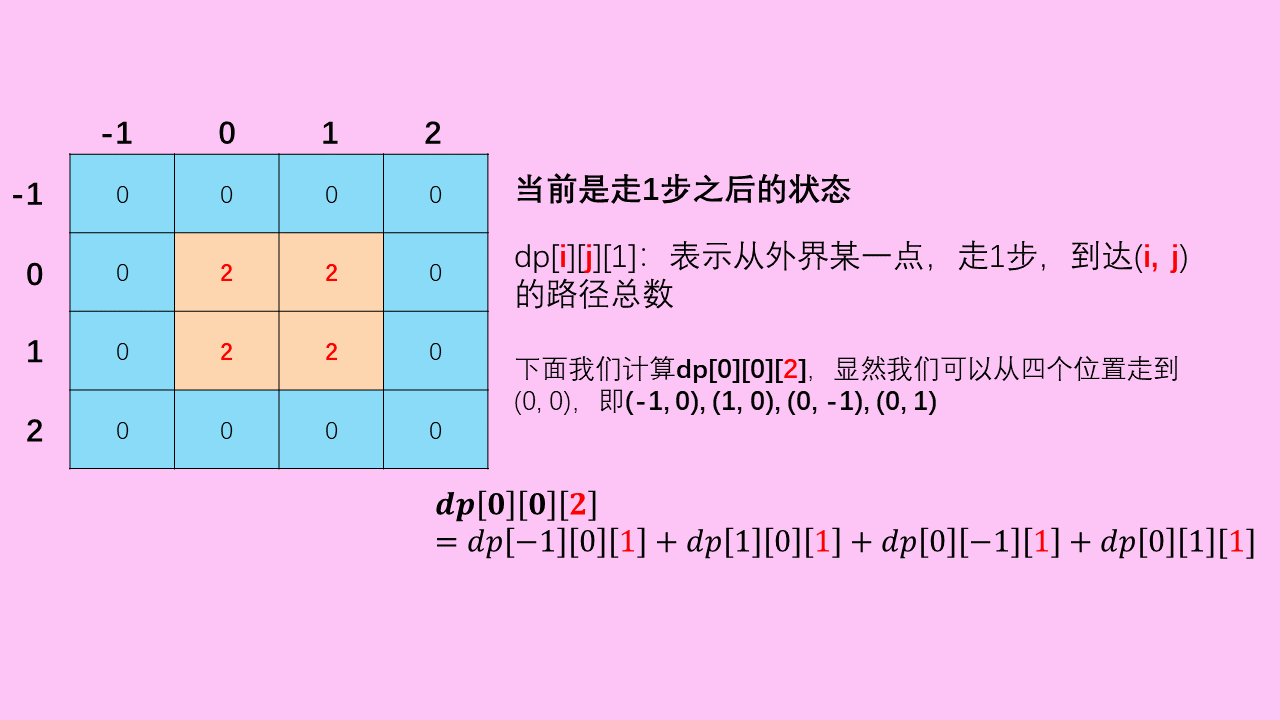 -1 0 1 2
-1 0 0 0 0
0 0 2 2 0
1 0 2 2 0
2 0 0 0 0
当前是走1步之后的状态
dp[i][j][1]：表示从外界某一点，走1步，到达(i, j)
的路径总数
下面我们计算dp[0][0][2]，显然我们可以从四个位置走到
(0, 0)，即(-1, 0), (1, 0), (0, -1), (0, 1)
dp[0][0][2]
= dp[−1][0][1] + dp[1][0][1] + dp[0][−1][1] + dp[0][1][1]